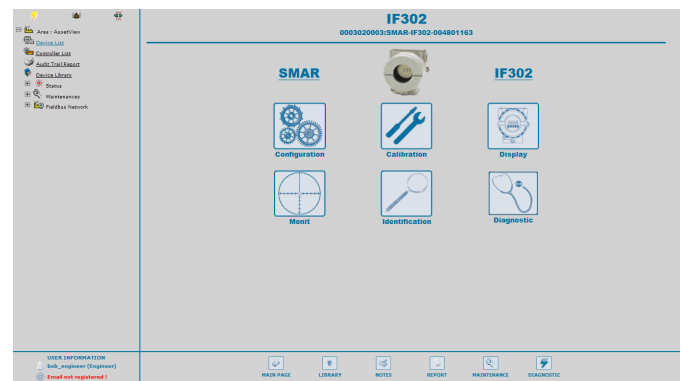 IF302
0003020003:SMAR-IF302-004801163
Area : AssetView
Device List
Controller List
Audit Trail Report
Device Library
Status
Maintenances
Fieldbus Network
SMAR
IF302
Configuration
Calibration
Display
Monit
Identification
Diagnostic
USER INFORMATION
bob_engineer (Engineer)
Email not registered !
MAIN PAGE
LIBRARY
NOTES
REPORT
MAINTENANCE
DIAGNOSTIC